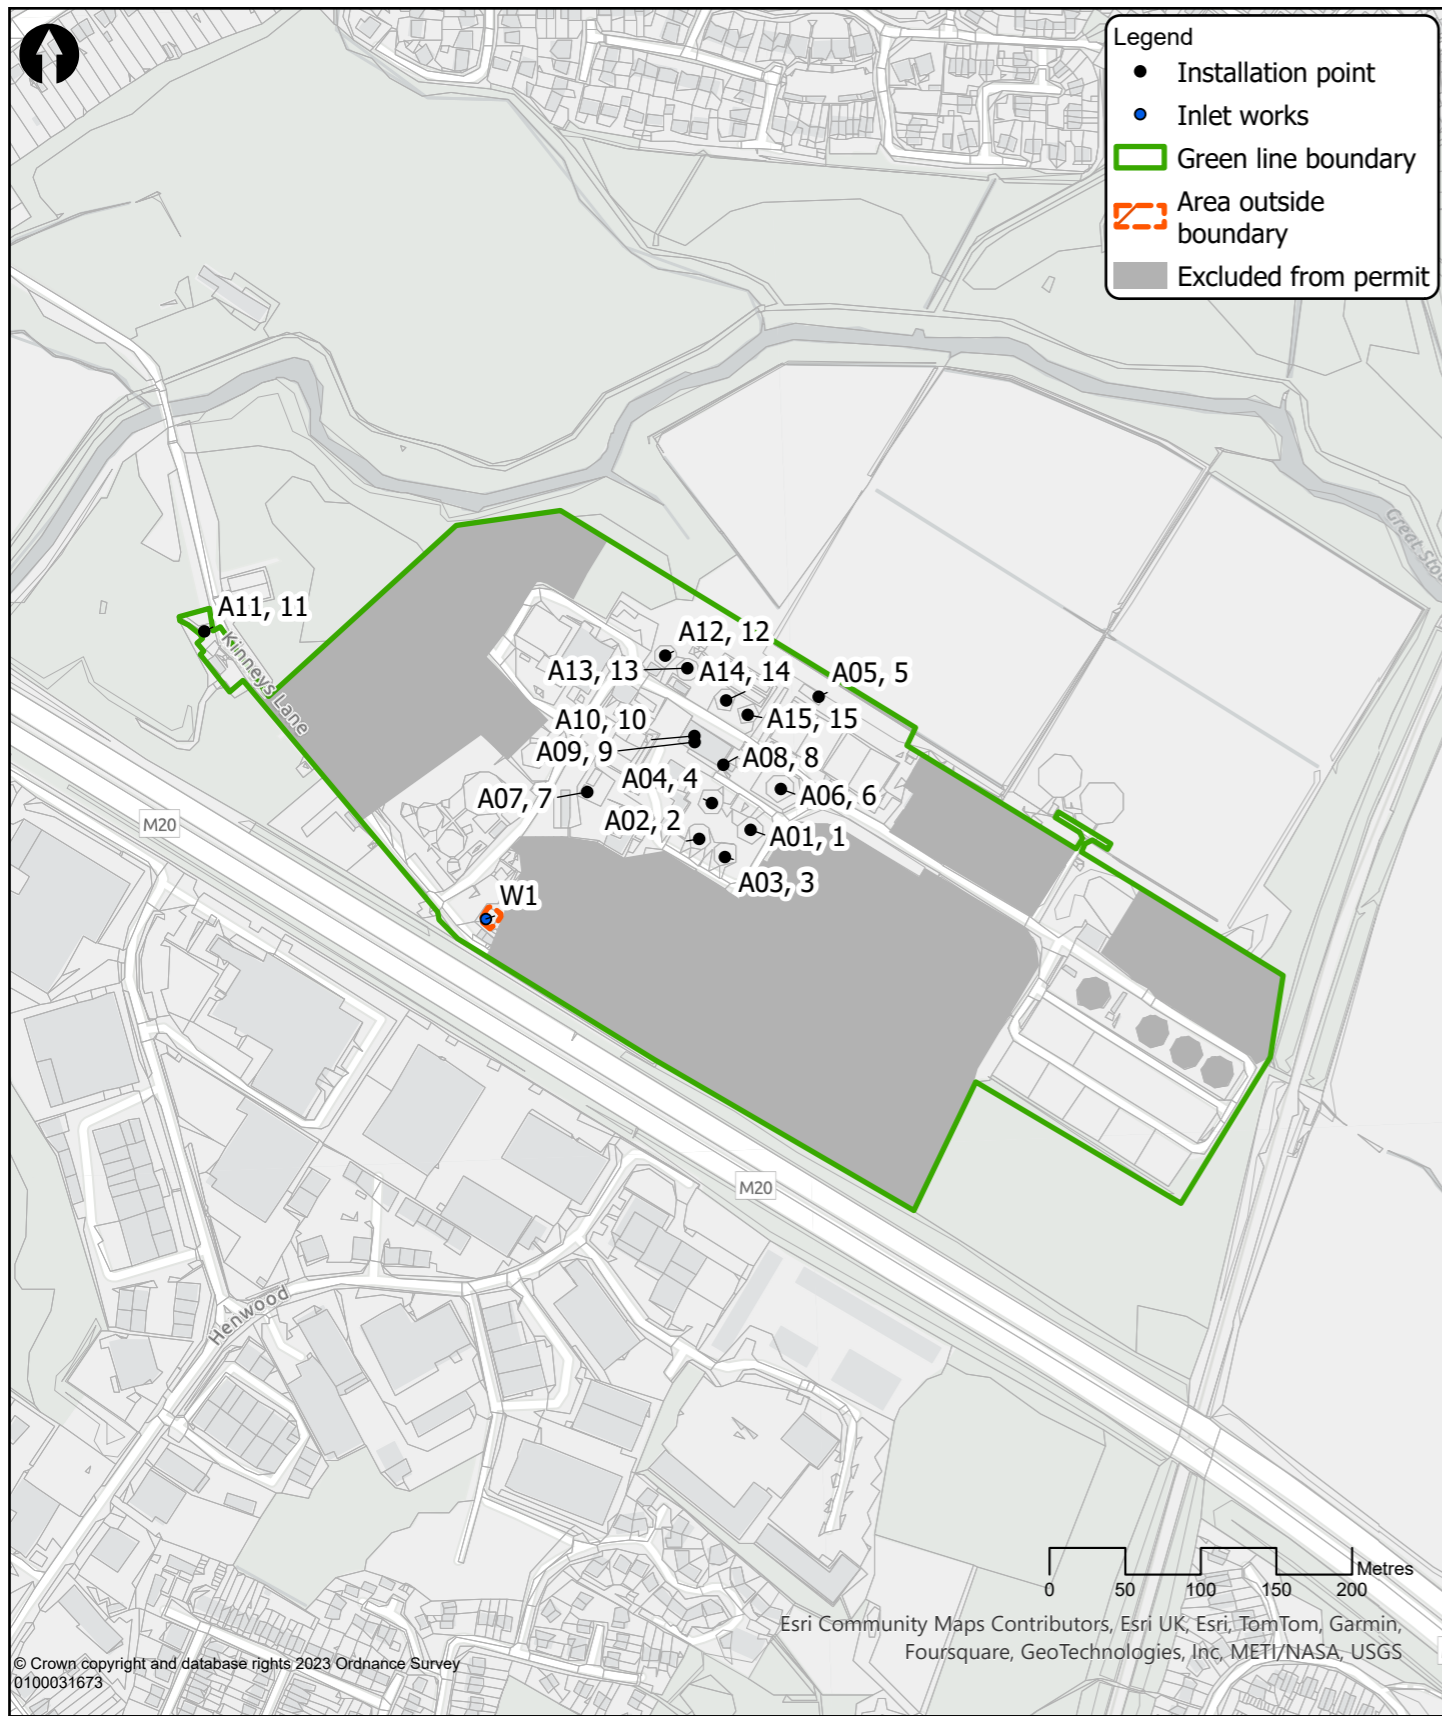 Legend
Installation point
Inlet works
Green line boundary
Area outside
boundary
Excluded from permit
A11, 11
Kinneys Lane
A12, 12
A13, 13
A14, 14
A05, 5
A10, 10
A15, 15
A09, 9
A08, 8
A04, 4
A07, 7
A06, 6
A02, 2
A01, 1
A03, 3
W1
M20
M20
Henwood
Metres
0 50 100 150 200
Esri Community Maps Contributors, Esri UK, Esri, TomTom, Garmin,
Foursquare, GeoTechnologies, Inc, METI/NASA, USGS
© Crown copyright and database rights 2023 Ordnance Survey
0100031673
Great